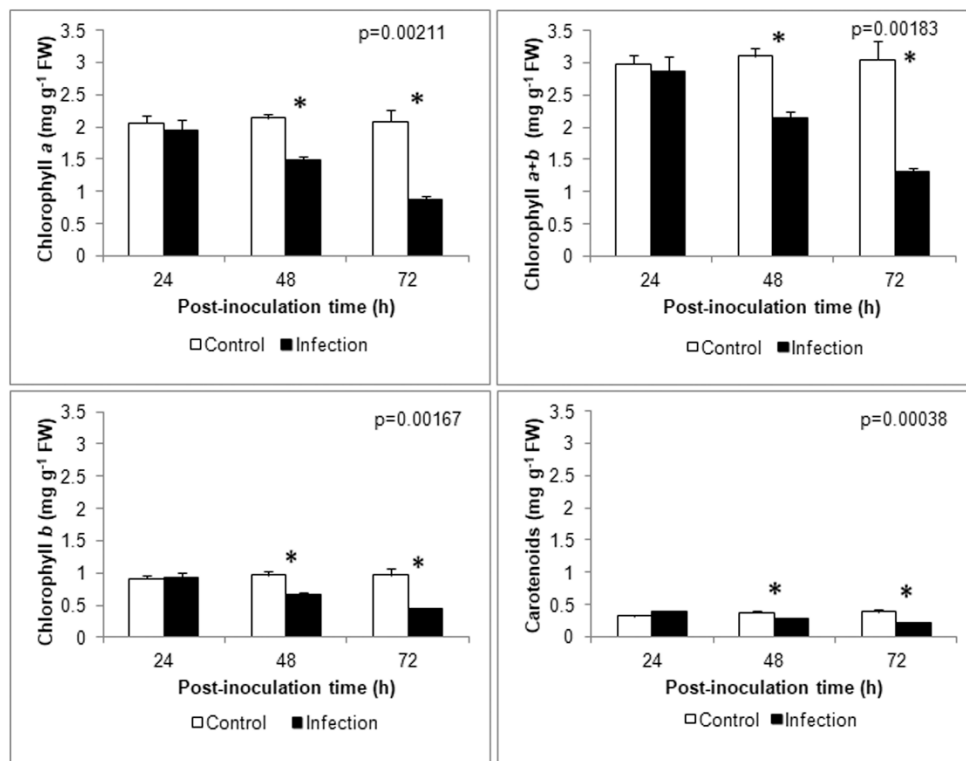 p=0.00211
Chlorophyll a (mg g⁻¹ FW)
3.5
3
2.5
2
1.5
1
0.5
0
*
*
24 48 72
Post-inoculation time (h)
Control Infection
p=0.00183
Chlorophyll a+b (mg g⁻¹ FW)
3.5
3
2.5
2
1.5
1
0.5
0
*
*
24 48 72
Post-inoculation time (h)
Control Infection
p=0.00167
Chlorophyll b (mg g⁻¹ FW)
3.5
3
2.5
2
1.5
1
0.5
0
*
*
24 48 72
Post-inoculation time (h)
Control Infection
p=0.00038
Carotenoids (mg g⁻¹ FW)
3.5
3
2.5
2
1.5
1
0.5
0
*
*
24 48 72
Post-inoculation time (h)
Control Infection